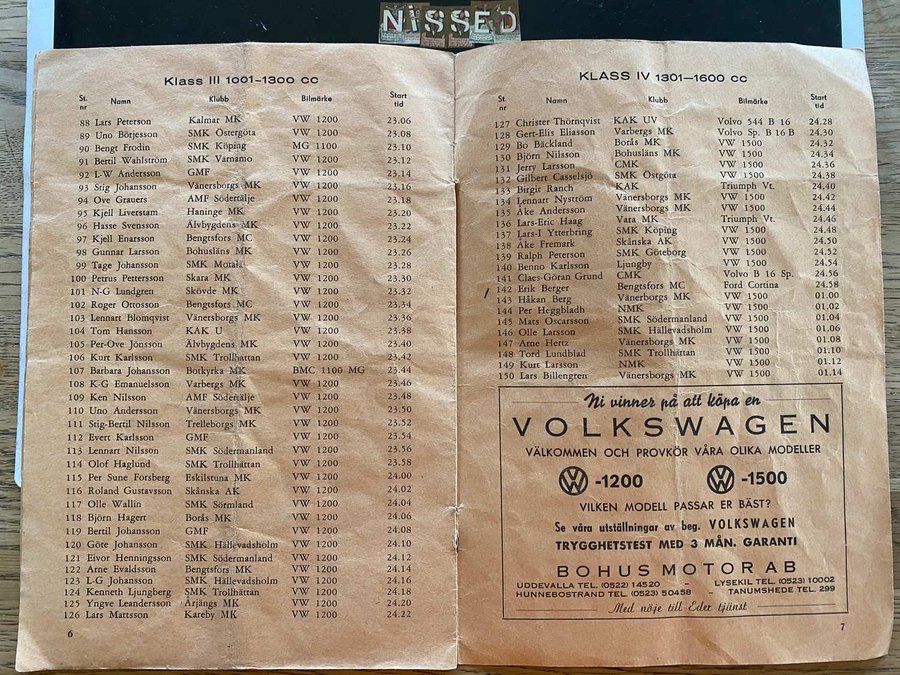 NISSED
Klass III 1001-1300 cc
St. nr Namn Klubb Bilmärke Start tid
88 Lars Peterson Kalmar MK VW 1200 23.06
89 Uno Börjesson SMK Östergöta VW 1200 23.08
90 Bengt Frodin SMK Köping MG 1100 23.10
91 Bertil Wahlström SMK Värnamo VW 1200 23.12
92 L-W Andersson GMF VW 1200 23.14
93 Stig Johansson Vänersborgs MK VW 1200 23.16
94 Ove Grauers AMF Södertälje VW 1200 23.18
95 Kjell Liverstam Haninge MK VW 1200 23.20
96 Hasse Svensson Älvbygdens MK VW 1200 23.22
97 Kjell Enarsson Bengtsfors MC VW 1200 23.24
98 Gunnar Larsson Bohusläns MK VW 1200 23.26
99 Tage Johansson SMK Motala VW 1200 23.28
100 Petrus Pettersson Skara MK VW 1200 23.30
101 N-G Lundgren Skövde MK VW 1200 23.32
102 Roger Ottosson Bengtsfors MC VW 1200 23.34
103 Lennart Blomqvist Vänersborgs MK VW 1200 23.36
104 Tom Hansson KAK U VW 1200 23.38
105 Per-Ove Jönsson Älvbygdens MK VW 1200 23.40
106 Kurt Karlsson SMK Trollhättan VW 1200 23.42
107 Barbara Johansson Botkyrka MK BMC 1100 MG 23.44
108 K-G Emanuelsson Varbergs MK VW 1200 23.46
109 Ken Nilsson AMF Södertälje VW 1200 23.48
110 Uno Andersson Vänersborgs MK VW 1200 23.50
111 Stig-Bertil Nilsson Trelleborgs MK VW 1200 23.52
112 Evert Karlsson GMF VW 1200 23.54
113 Lennart Nilsson SMK Södermanland VW 1200 23.56
114 Olof Haglund SMK Trollhättan VW 1200 23.58
115 Per Sune Forsberg Eskilstuna MK VW 1200 24.00
116 Roland Gustavsson Skånska AK VW 1200 24.02
117 Olle Wallin SMK Sörmland VW 1200 24.04
118 Björn Hagert Borås MK VW 1200 24.06
119 Bertil Johansson GMF VW 1200 24.08
120 Göte Johansson SMK Hällevadsholm VW 1200 24.10
121 Eivor Henningsson SMK Södermanland VW 1200 24.12
122 Arne Evaldsson Bengtsfors MK VW 1200 24.14
123 L-G Johansson SMK Hällevadsholm VW 1200 24.16
124 Kenneth Ljungberg SMK Trollhättan VW 1200 24.18
125 Yngve Leandersson Årjängs MK VW 1200 24.20
126 Lars Mattsson Kareby MK VW 1200 24.22
6
KLASS IV 1301—1600 cc
St. nr Namn Klubb Bilmärke Start tid
127 Christer Thörnqvist KAK UV Volvo 544 B 16 24.28
128 Gert-Elis Eliasson Varbergs MK Volvo Sp. B 16 B 24.30
129 Bo Bäckland Borås MK VW 1500 24.32
130 Björn Nilsson Bohusläns MK VW 1500 24.34
131 Jerry Larsson CMK VW 1500 24.36
132 Gilbert Casselsjö SMK Östgöta VW 1500 24.38
133 Birgit Ranch KAK Triumph Vt. 24.40
134 Lennart Nyström Vänersborgs MK VW 1500 24.42
135 Åke Andersson Vänersborgs MK VW 1500 24.44
136 Lars-Eric Haag Vara MK Triumph Vt. 24.46
137 Lars-I Ytterbring SMK Köping VW 1500 24.48
138 Åke Fremark Skånska AK VW 1500 24.50
139 Ralph Peterson SMK Göteborg VW 1500 24.52
140 Benno Karlsson Ljungby VW 1500 24.54
141 Claes-Göran Grund CMK Volvo B 16 Sp. 24.56
142 Erik Berger Bengtsfors MC Ford Cortina 24.58
143 Håkan Berg Vänerborgs MK VW 1500 01.00
144 Per Heggbladh NMK VW 1500 01.02
145 Mats Oscarsson SMK Södermanland VW 1500 01.04
146 Olle Larsson SMK Hällevadsholm VW 1500 01.06
147 Arne Hertz Vänersborgs MK VW 1500 01.08
148 Tord Lundblad SMK Trollhättan VW 1500 01.10
149 Kurt Larsson NMK VW 1500 01.12
150 Lars Billengren Vänersborgs MK VW 1500 01.14
Ni vinner på att köpa en
VOLKSWAGEN
VÄLKOMMEN OCH PROVKÖR VÅRA OLIKA MODELLER
VW -1200 VW -1500
VILKEN MODELL PASSAR ER BÄST?
Se våra utställningar av beg. VOLKSWAGEN
TRYGGHETSTEST MED 3 MÅN. GARANTI
BOHUS MOTOR AB
UDDEVALLA TEL. (0522) 14520 - LYSEKIL TEL. (0523) 10002
HUNNEBOSTRAND TEL. (0523) 50458 - TANUMSHEDE TEL. 299
Med nöje till Eder tjänst
7